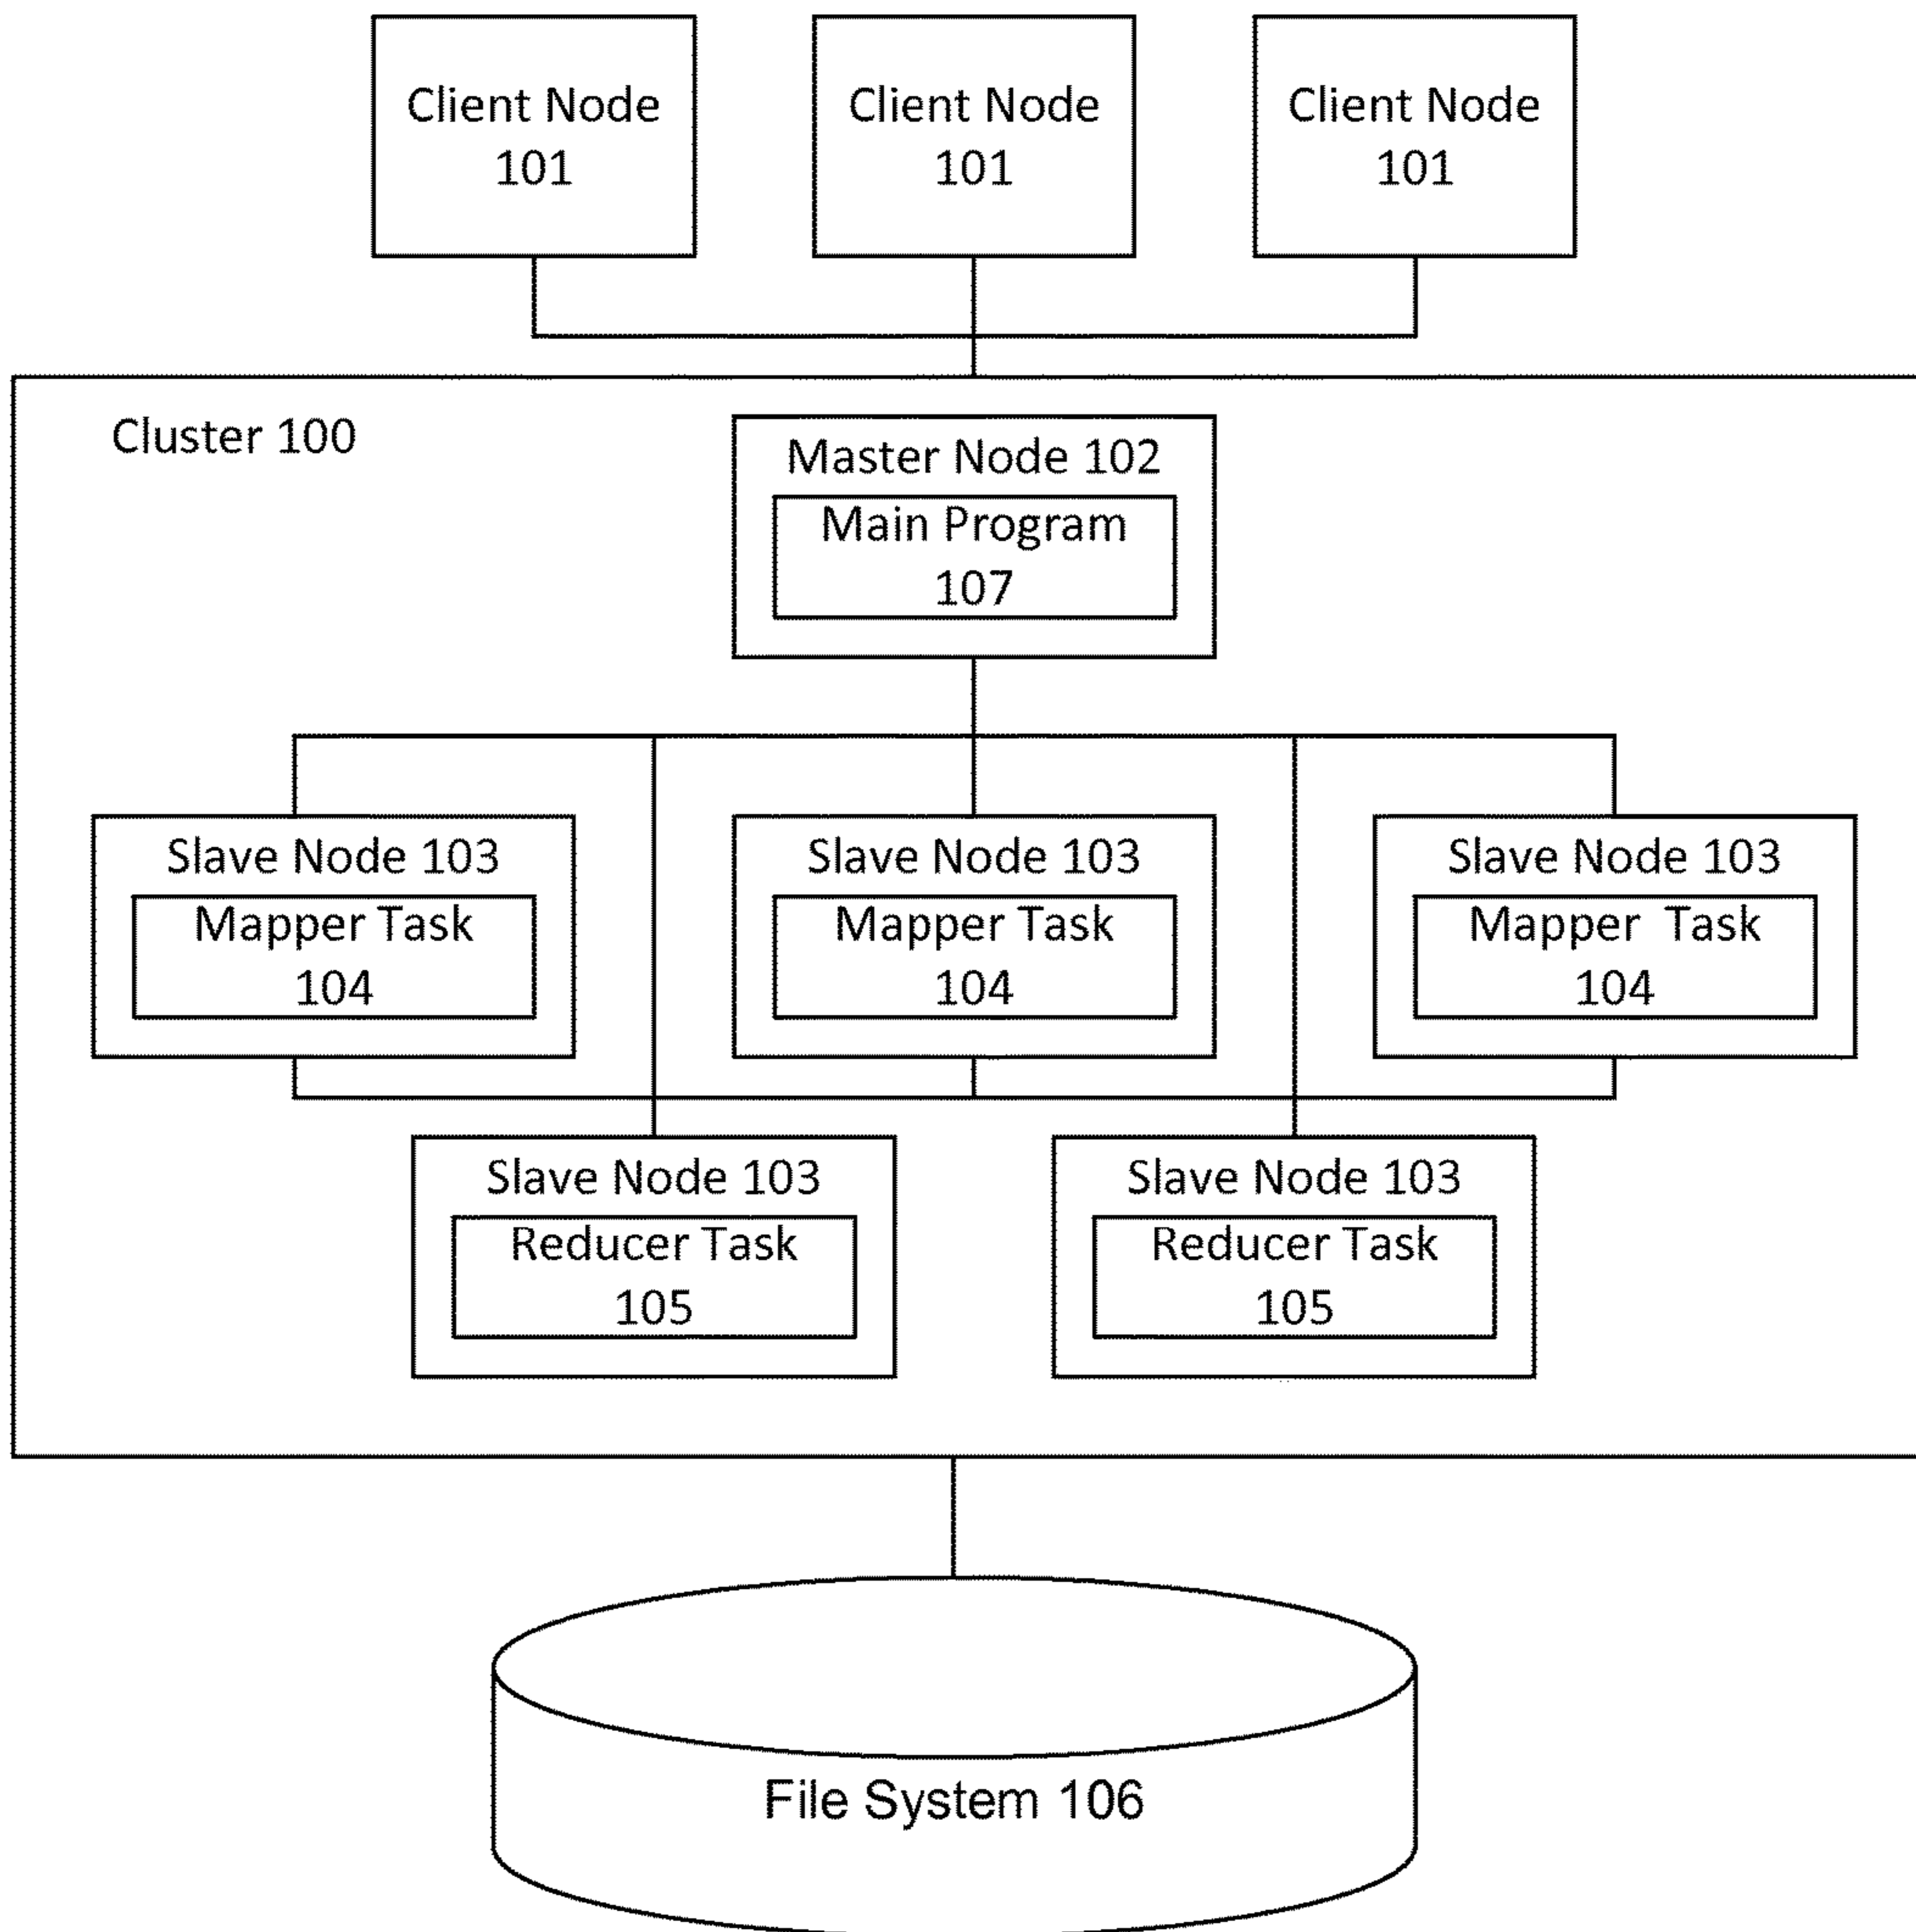 Client Node
101
Client Node
101
Client Node
101
Cluster 100
Master Node 102
Main Program
107
Slave Node 103
Mapper Task
104
Slave Node 103
Mapper Task
104
Slave Node 103
Mapper Task
104
Slave Node 103
Reducer Task
105
Slave Node 103
Reducer Task
105
File System 106